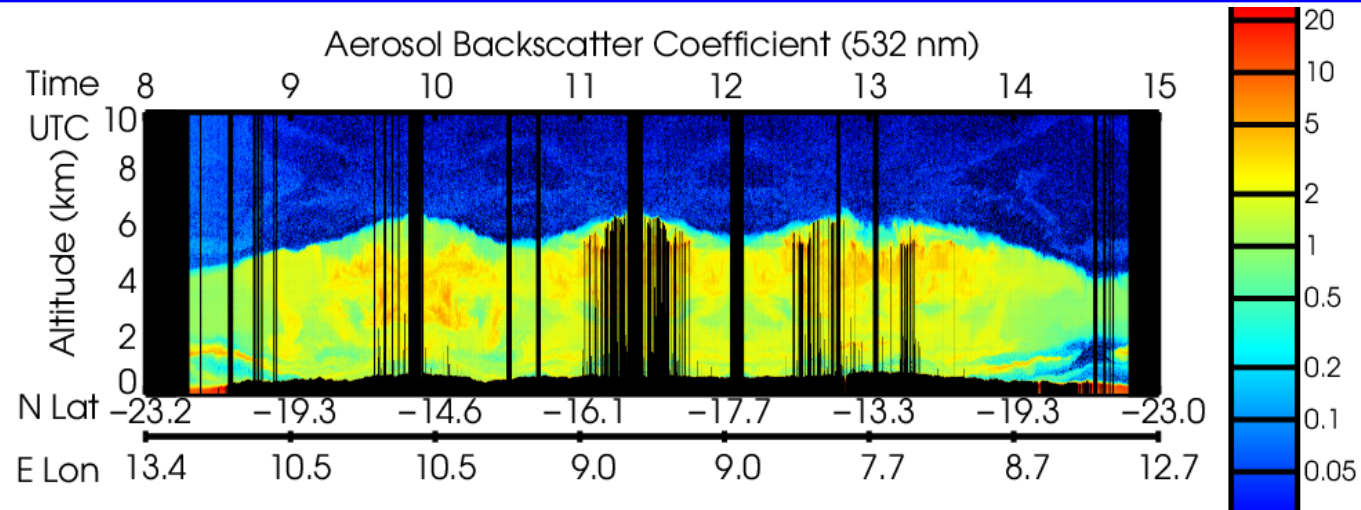 Aerosol Backscatter Coefficient (532 nm)
Time 8 9 10 11 12 13 14 15
UTC
Altitude (km)
10
8
6
4
2
0
N Lat −23.2 −19.3 −14.6 −16.1 −17.7 −13.3 −19.3 −23.0
E Lon 13.4 10.5 10.5 9.0 9.0 7.7 8.7 12.7
20
10
5
2
1
0.5
0.2
0.1
0.05